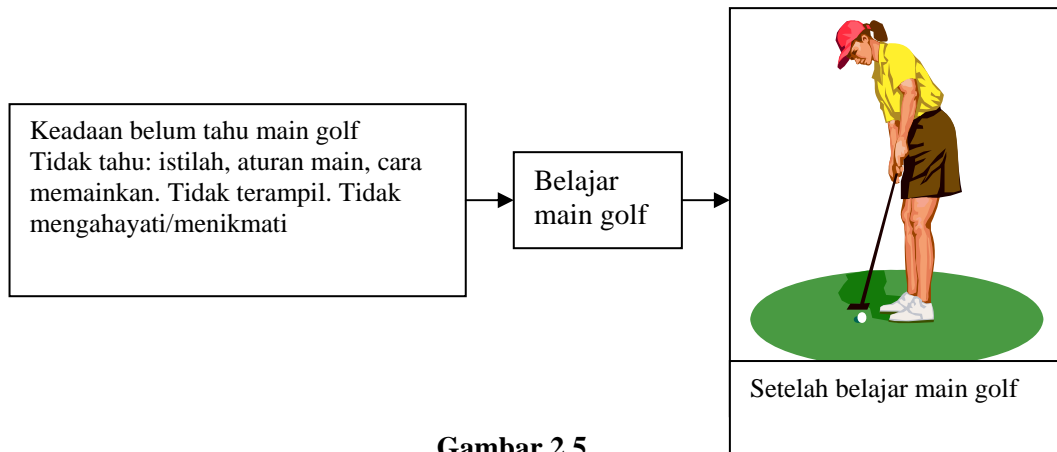 Keadaan belum tahu main golf
Tidak tahu: istilah, aturan main, cara
memainkan. Tidak terampil. Tidak
mengahayati/menikmati
Belajar
main golf
Setelah belajar main golf
Gambar 2.5